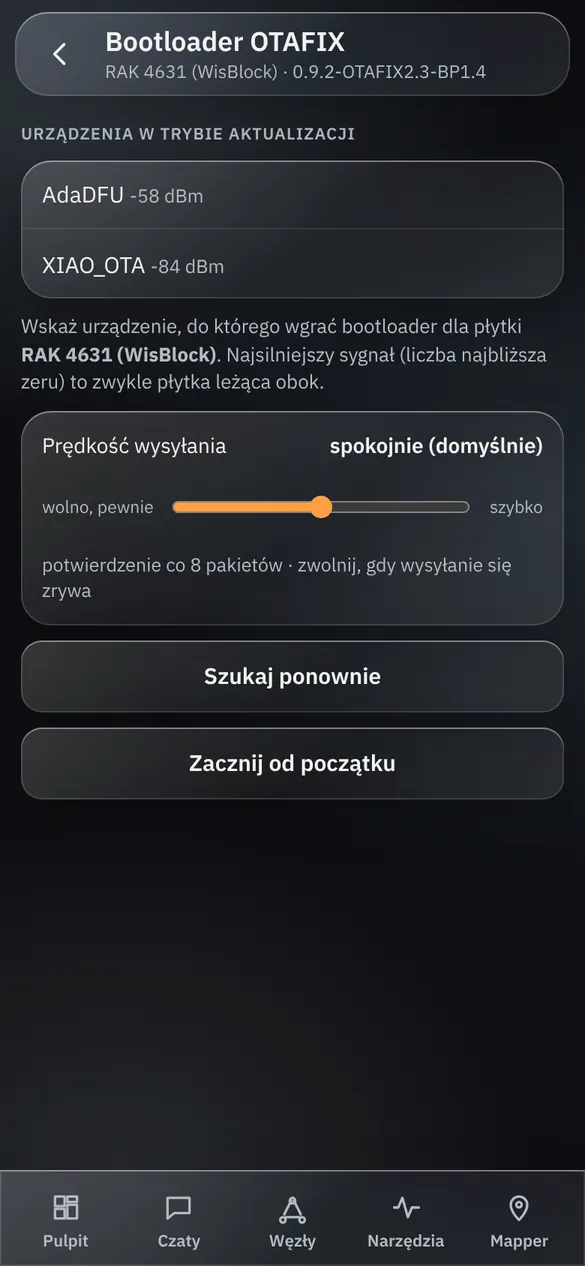 Bootloader OTAFIX
RAK 4631 (WisBlock) · 0.9.2-OTAFIX2.3-BP1.4
URZĄDZENIA W TRYBIE AKTUALIZACJI
AdaDFU -58 dBm
XIAO_OTA -84 dBm
Wskaż urządzenie, do którego wgrać bootloader dla płytki
RAK 4631 (WisBlock). Najsilniejszy sygnał (liczba najbliższa
zeru) to zwykle płytka leżąca obok.
Prędkość wysyłania spokojnie (domyślnie)
wolno, pewnie szybko
potwierdzenie co 8 pakietów · zwolnij, gdy wysyłanie się
zrywa
Szukaj ponownie
Zacznij od początku
Pulpit Czaty Węzły Narzędzia Mapper